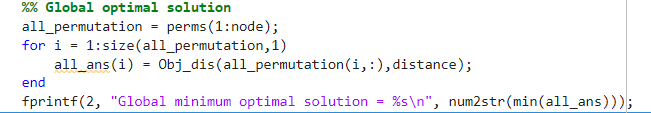 %% Global optimal solution
all_permutation = perms(1:node);
for i = 1:size(all_permutation,1)
    all_ans(i) = Obj_dis(all_permutation(i,:),distance);
end
fprintf(2, "Global minimum optimal solution = %s\n", num2str(min(all_ans)));